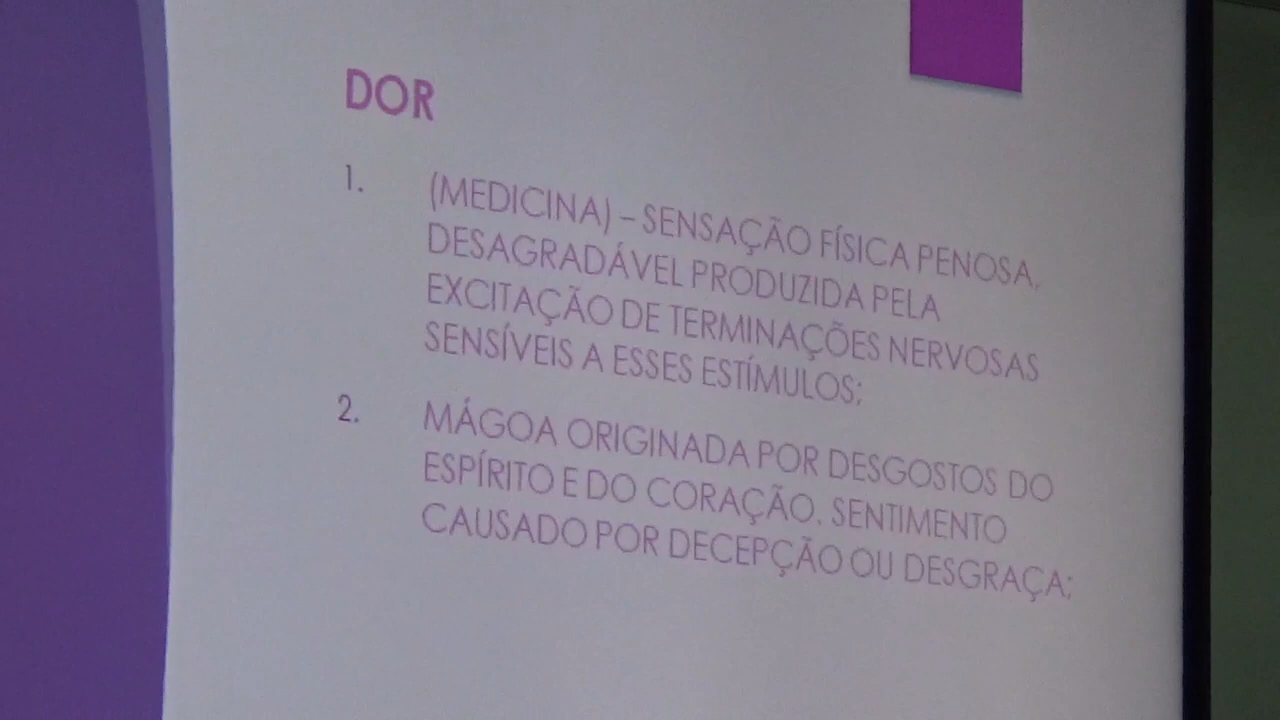 DOR
1. (MEDICINA) – SENSAÇÃO FÍSICA PENOSA,
DESAGRADÁVEL PRODUZIDA PELA
EXCITAÇÃO DE TERMINAÇÕES NERVOSAS
SENSÍVEIS A ESSES ESTÍMULOS;
2. MÁGOA ORIGINADA POR DESGOSTOS DO
ESPÍRITO E DO CORAÇÃO. SENTIMENTO
CAUSADO POR DECEPÇÃO OU DESGRAÇA;